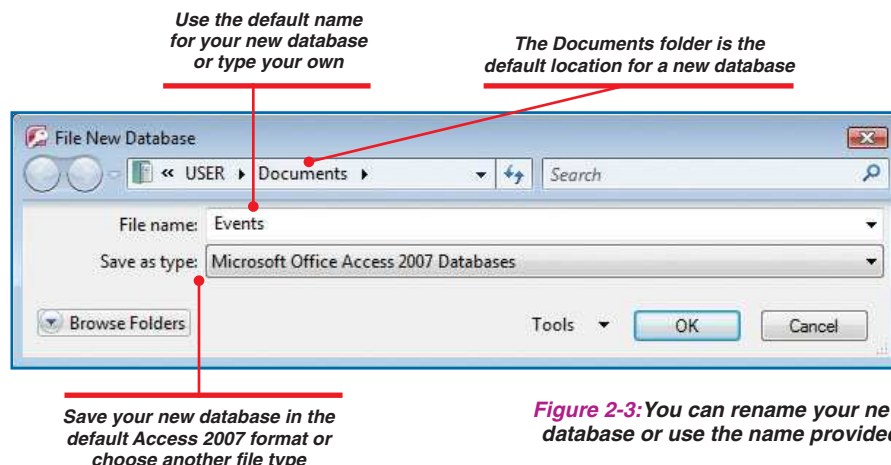 Use the default name
for your new database
or type your own
The Documents folder is the
default location for a new database
File New Database
« USER ▸ Documents ▸
Search
File name: Events
Save as type: Microsoft Office Access 2007 Databases
Browse Folders
Tools
OK
Cancel
Save your new database in the
default Access 2007 format or
choose another file type
Figure 2-3: You can rename your ne
database or use the name provided